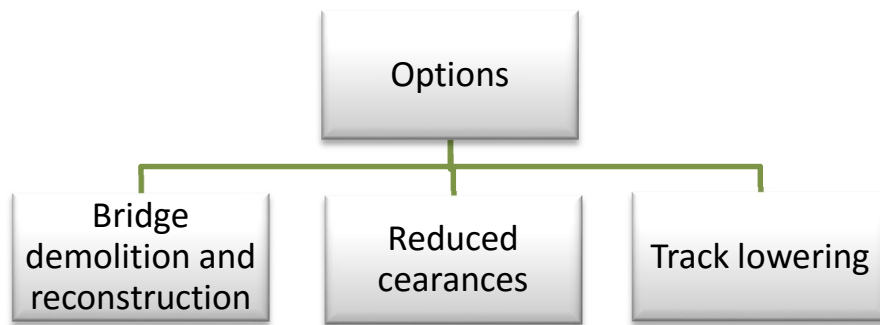 Options
Bridge
demolition and
reconstruction
Reduced
cearances
Track lowering